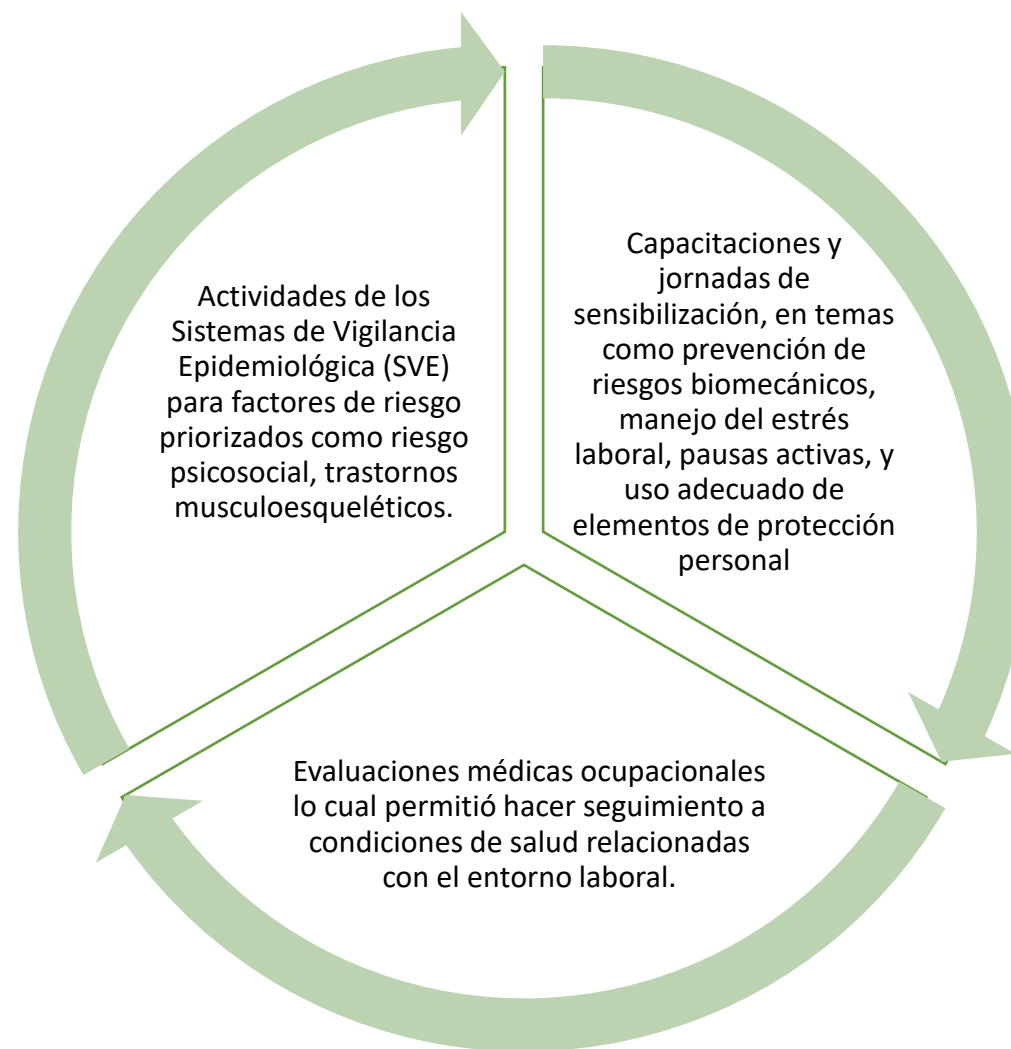 Actividades de los
Sistemas de Vigilancia
Epidemiológica (SVE)
para factores de riesgo
priorizados como riesgo
psicosocial, trastornos
musculoesqueléticos.
Capacitaciones y
jornadas de
sensibilización, en temas
como prevención de
riesgos biomecánicos,
manejo del estrés
laboral, pausas activas, y
uso adecuado de
elementos de protección
personal
Evaluaciones médicas ocupacionales
lo cual permitió hacer seguimiento a
condiciones de salud relacionadas
con el entorno laboral.